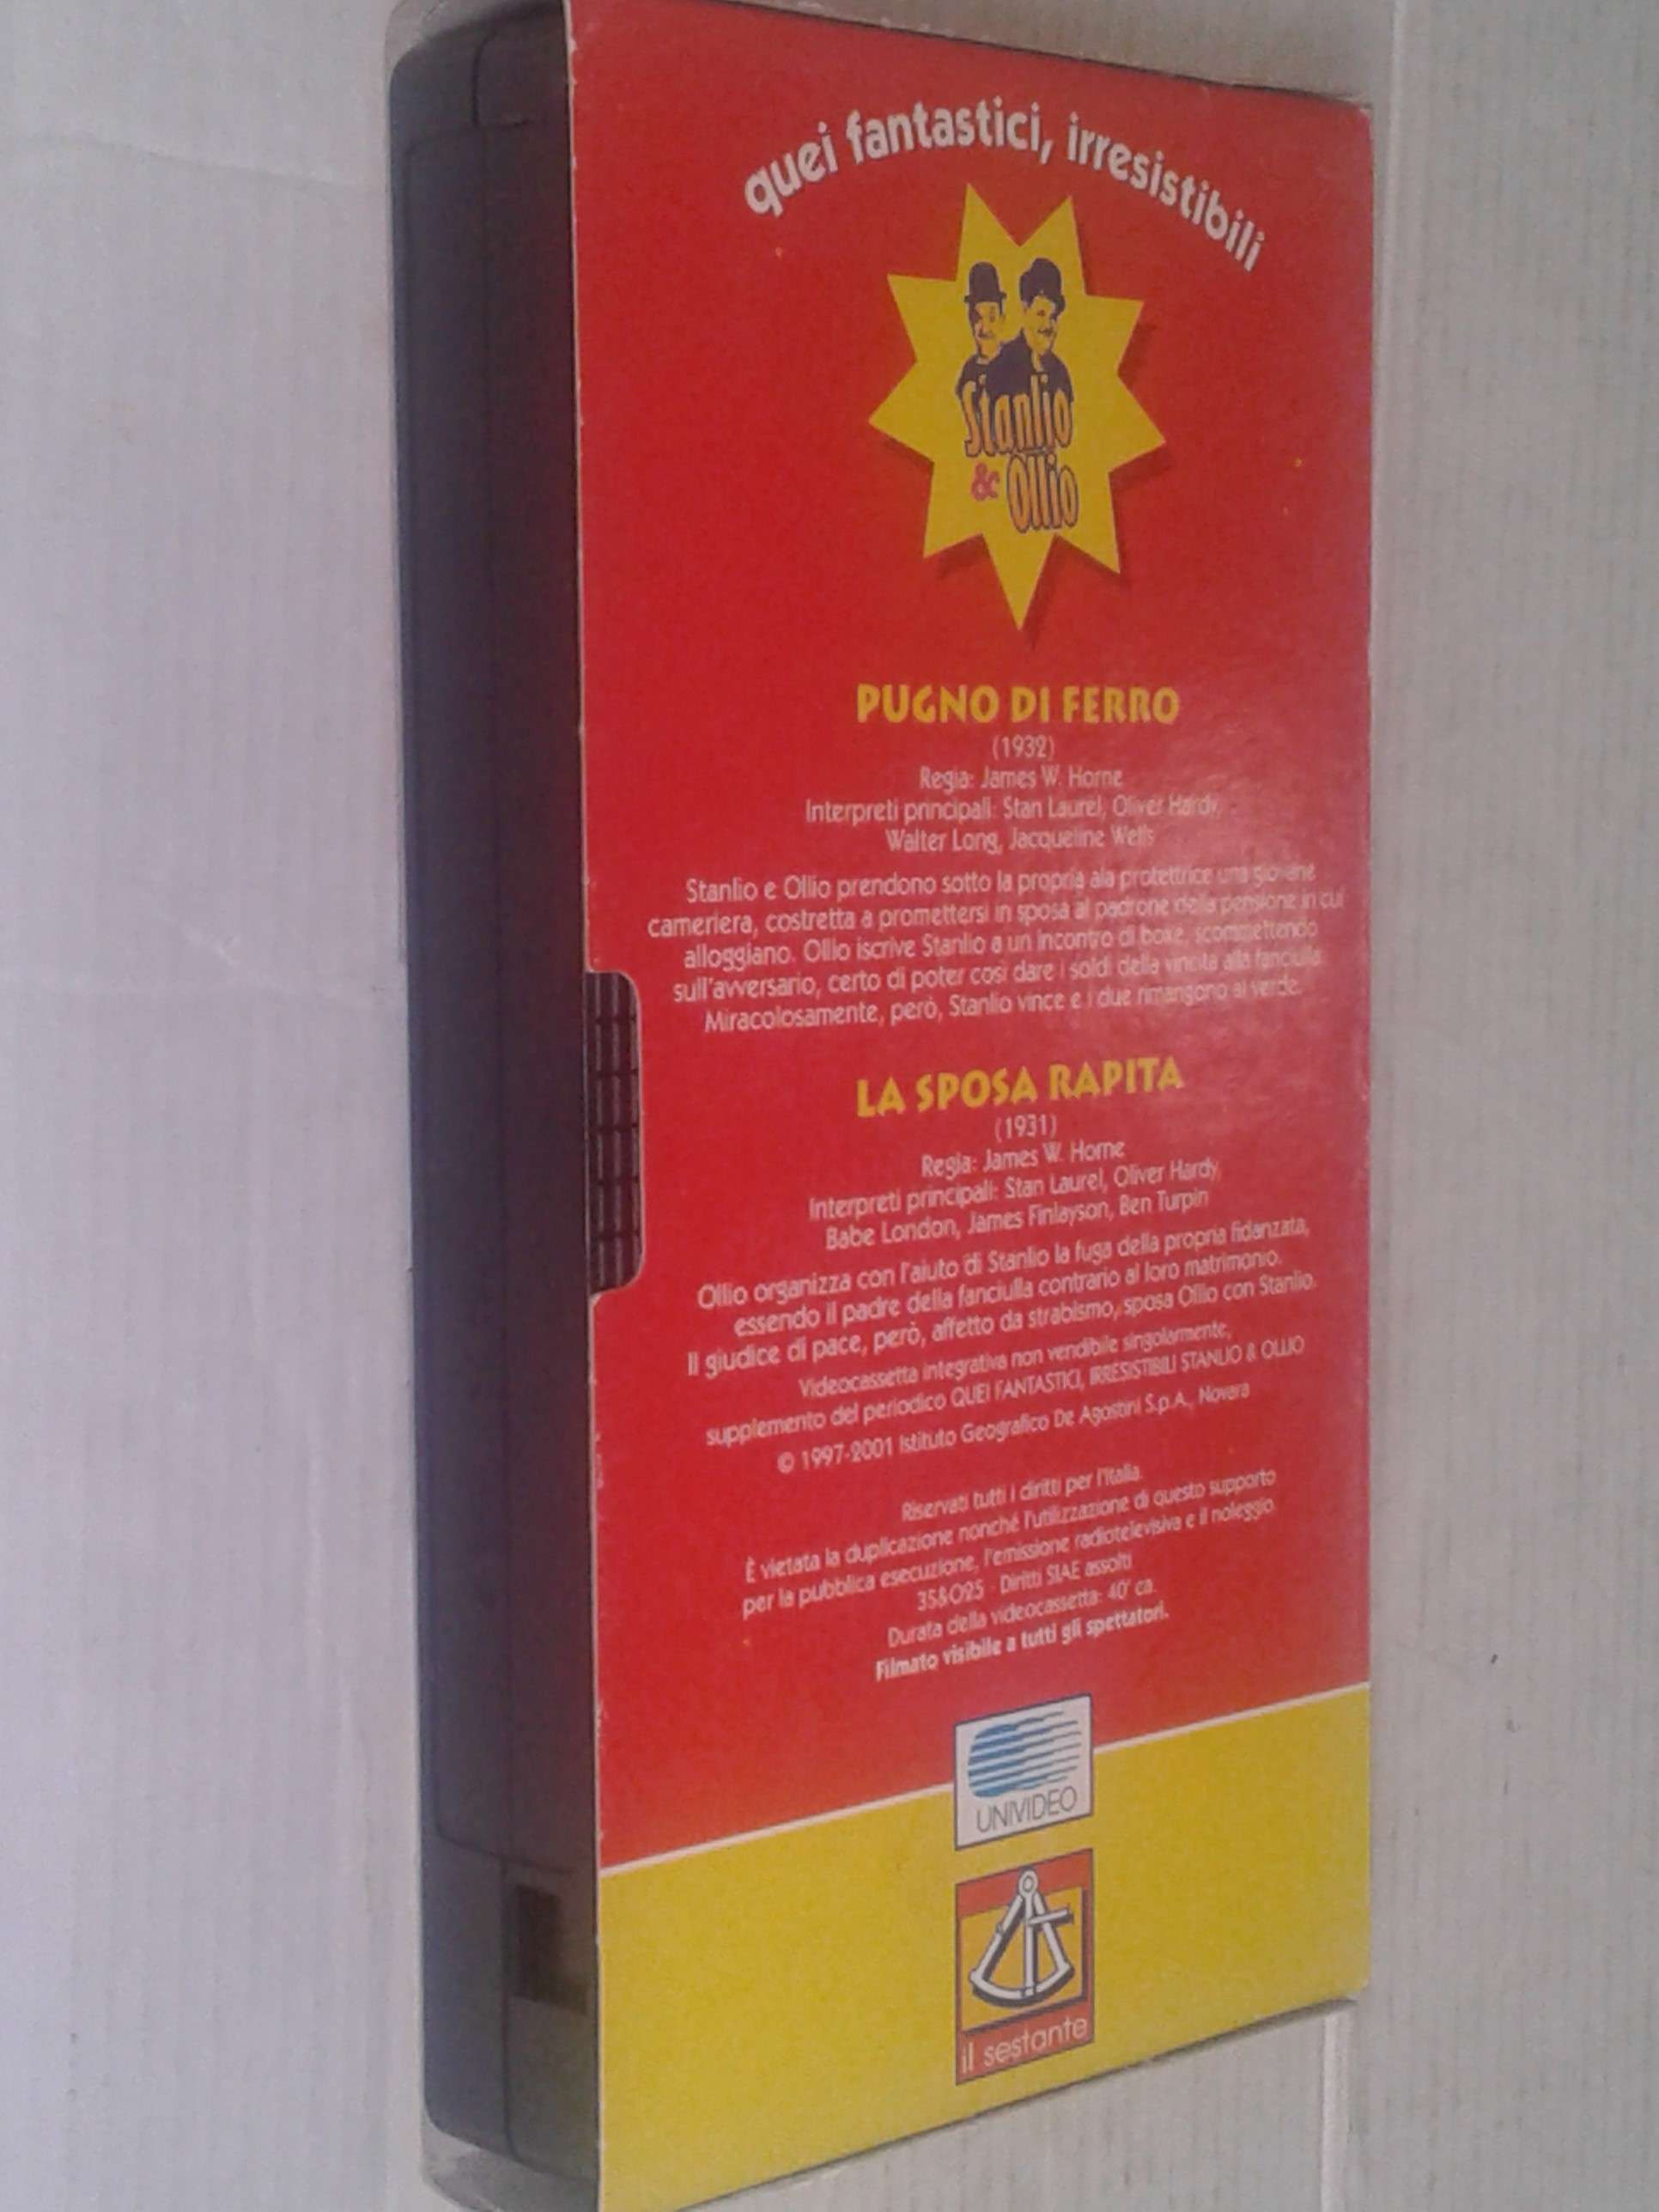 quei fantastici, irresistibili
Stanlio
& Ollio
PUGNO DI FERRO
(1932)
Regia: James W. Horne
Interpreti principali: Stan Laurel, Oliver Hardy,
Walter Long, Jacqueline Wells
Stanlio e Ollio prendono sotto la propria ala protettrice una giovane
cameriera, costretta a promettersi in sposa al padrone della pensione in cui
alloggiano. Ollio iscrive Stanlio a un incontro di boxe, scommettendo
sull'avversario, certo di poter così dare i soldi della vincita alla fanciulla.
Miracolosamente, però, Stanlio vince e i due rimangono al verde.
LA SPOSA RAPITA
(1931)
Regia: James W. Horne
Interpreti principali: Stan Laurel, Oliver Hardy,
Babe London, James Finlayson, Ben Turpin
Ollio organizza con l'aiuto di Stanlio la fuga della propria fidanzata,
essendo il padre della fanciulla contrario al loro matrimonio.
Il giudice di pace, però, affetto da strabismo, sposa Ollio con Stanlio.
Videocassetta integrativa non vendibile singolarmente,
supplemento del periodico QUEI FANTASTICI, IRRESISTIBILI STANLIO & OLLIO
© 1997-2001 Istituto Geografico De Agostini S.p.A., Novara
Riservati tutti i diritti per l'Italia.
È vietata la duplicazione nonché l'utilizzazione di questo supporto
per la pubblica esecuzione, l'emissione radiotelevisiva e il noleggio.
35&O25 - Diritti SIAE assolti
Durata della videocassetta: 40' ca.
Filmato visibile a tutti gli spettatori.
UNIVIDEO
il sestante